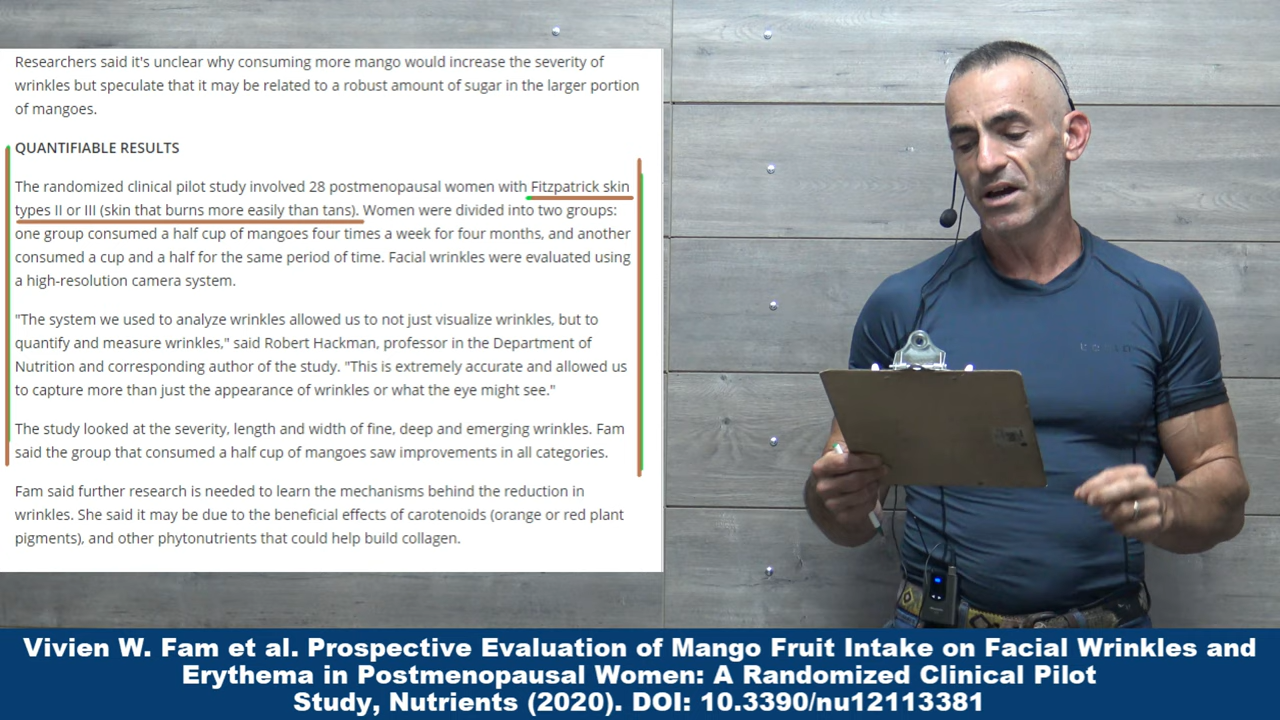 Researchers said it's unclear why consuming more mango would increase the severity of
wrinkles but speculate that it may be related to a robust amount of sugar in the larger portion
of mangoes.
QUANTIFIABLE RESULTS
The randomized clinical pilot study involved 28 postmenopausal women with Fitzpatrick skin
types II or III (skin that burns more easily than tans). Women were divided into two groups:
one group consumed a half cup of mangoes four times a week for four months, and another
consumed a cup and a half for the same period of time. Facial wrinkles were evaluated using
a high-resolution camera system.
"The system we used to analyze wrinkles allowed us to not just visualize wrinkles, but to
quantify and measure wrinkles," said Robert Hackman, professor in the Department of
Nutrition and corresponding author of the study. "This is extremely accurate and allowed us
to capture more than just the appearance of wrinkles or what the eye might see."
The study looked at the severity, length and width of fine, deep and emerging wrinkles. Fam
said the group that consumed a half cup of mangoes saw improvements in all categories.
Fam said further research is needed to learn the mechanisms behind the reduction in
wrinkles. She said it may be due to the beneficial effects of carotenoids (orange or red plant
pigments), and other phytonutrients that could help build collagen.
Vivien W. Fam et al. Prospective Evaluation of Mango Fruit Intake on Facial Wrinkles and
Erythema in Postmenopausal Women: A Randomized Clinical Pilot
Study, Nutrients (2020). DOI: 10.3390/nu12113381